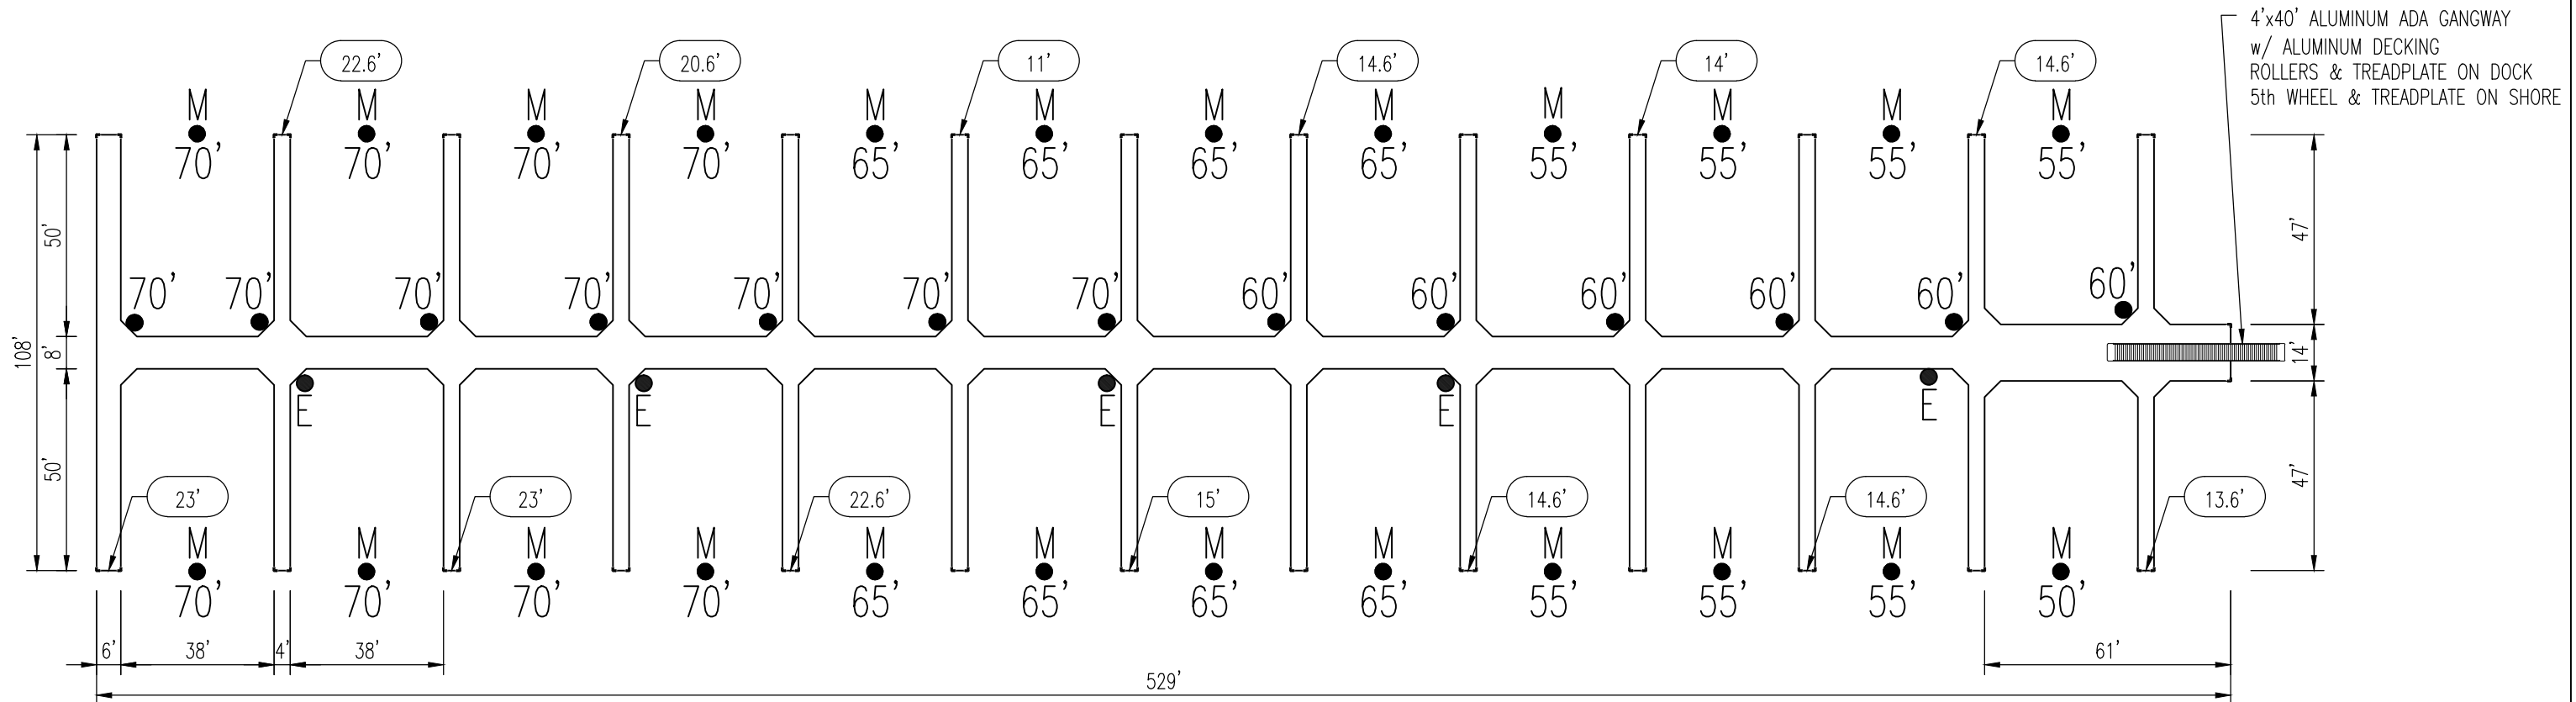 4'x40' ALUMINUM ADA GANGWAY
w/ ALUMINUM DECKING
ROLLERS & TREADPLATE ON DOCK
5th WHEEL & TREADPLATE ON SHORE
22.6' 20.6' 11' 14.6' 14' 14.6'
M M M M M M M M M M M M
70' 70' 70' 70' 65' 65' 65' 65' 55' 55' 55' 55'
50' 47'
70' 70' 70' 70' 70' 70' 70' 60' 60' 60' 60' 60' 60'
108' 8' 14'
E E E E E
50' 47'
23' 23' 22.6' 15' 14.6' 14.6' 13.6'
M M M M M M M M M M M M
70' 70' 70' 70' 65' 65' 65' 65' 55' 55' 55' 50'
6' 38' 4' 38' 61'
529'